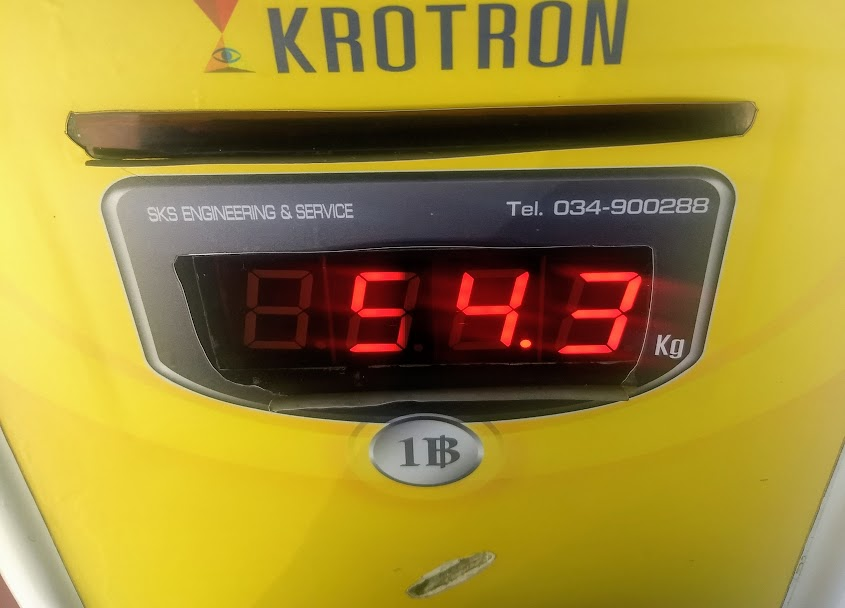 KROTRON
SKS ENGINEERING & SERVICE
Tel. 034-900288
54.3
Kg
1฿